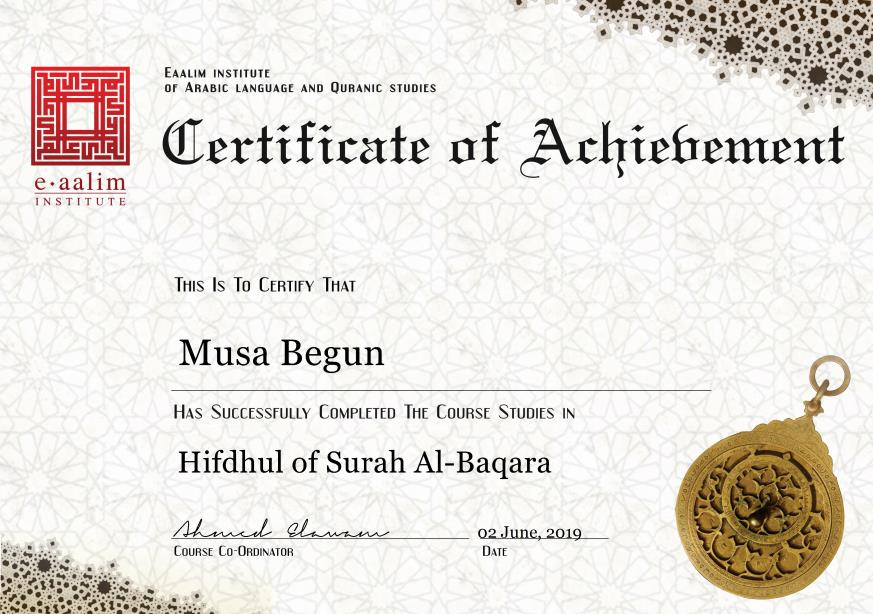 Eaalim institute
of Arabic language and Quranic studies
Certificate of Achievement
e·aalim
INSTITUTE
This Is To Certify That
Musa Begun
Has Successfully Completed The Course Studies in
Hifdhul of Surah Al-Baqara
Ahmed Elawam
02 June, 2019
Course Co-Ordinator
Date